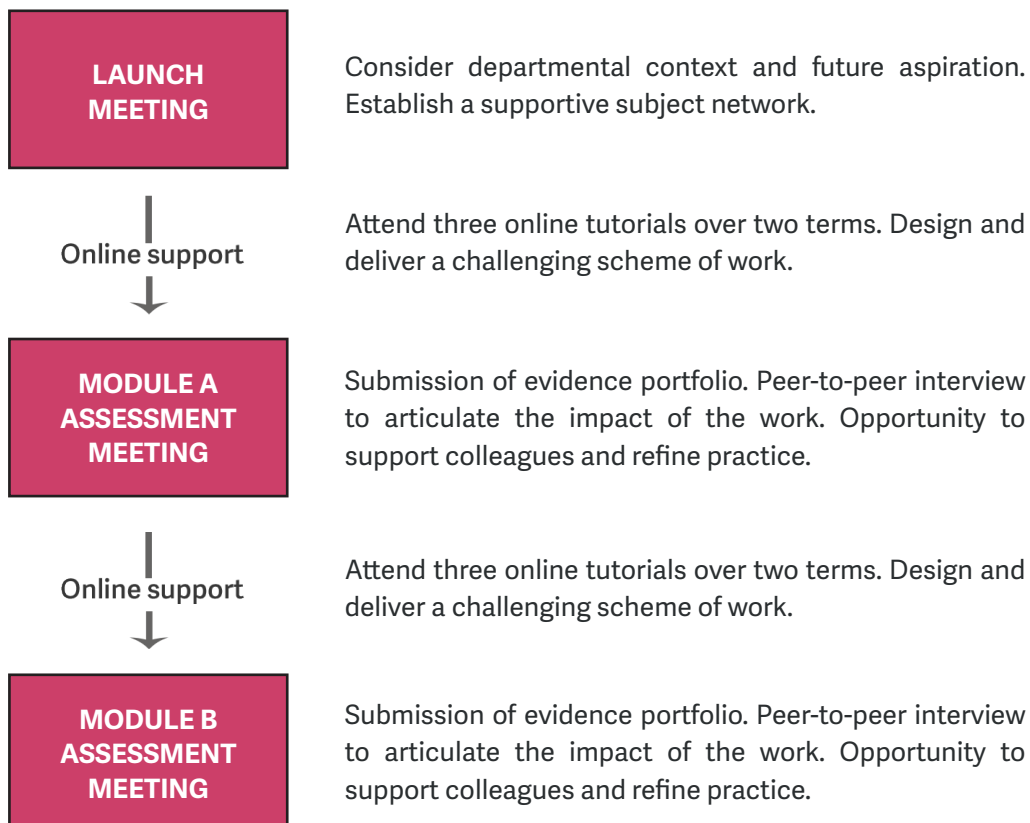 LAUNCH
MEETING
Consider departmental context and future aspiration.
Establish a supportive subject network.
Online support
Attend three online tutorials over two terms. Design and
deliver a challenging scheme of work.
MODULE A
ASSESSMENT
MEETING
Submission of evidence portfolio. Peer-to-peer interview
to articulate the impact of the work. Opportunity to
support colleagues and refine practice.
Online support
Attend three online tutorials over two terms. Design and
deliver a challenging scheme of work.
MODULE B
ASSESSMENT
MEETING
Submission of evidence portfolio. Peer-to-peer interview
to articulate the impact of the work. Opportunity to
support colleagues and refine practice.